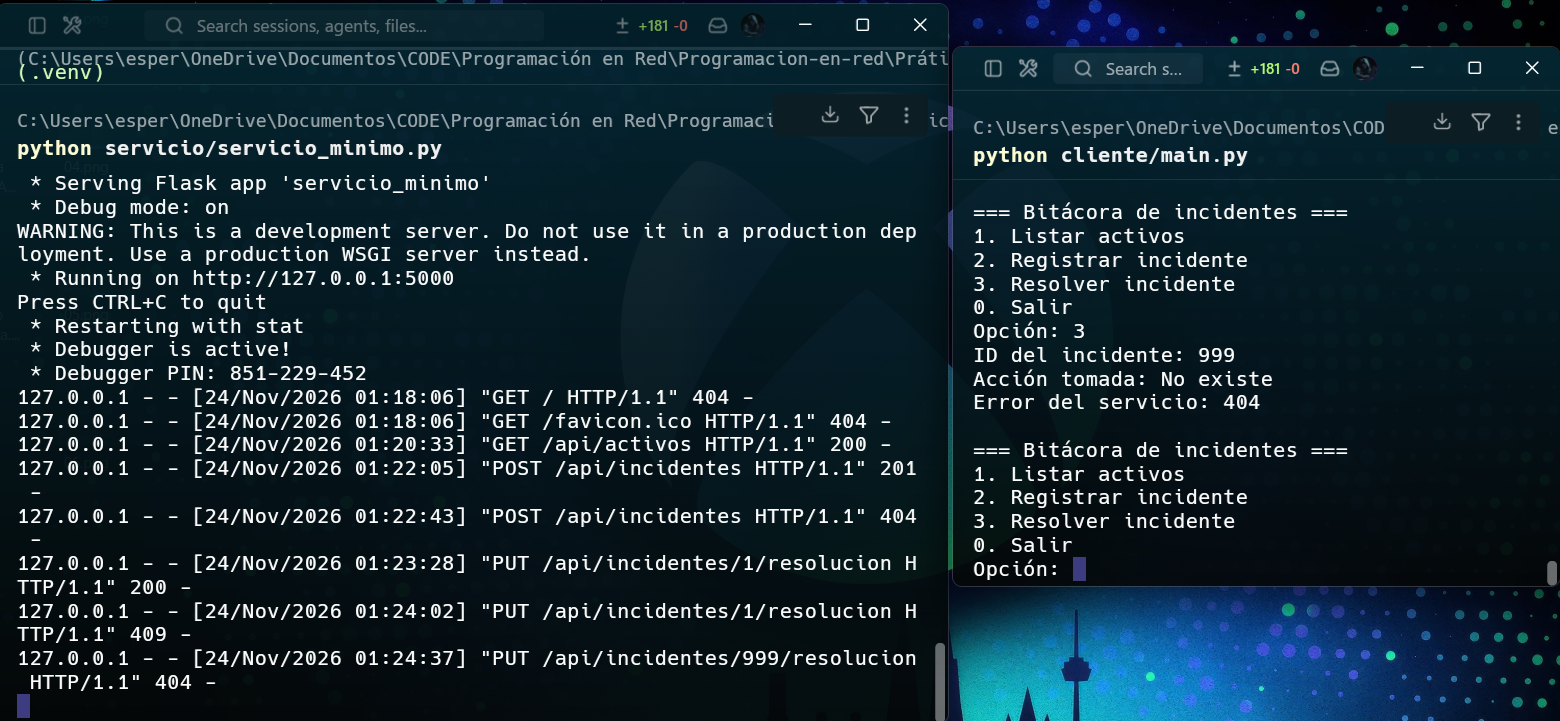 Search sessions, agents, files...
+181 -0
(C:\Users\esper\OneDrive\Documentos\CODE\Programación en Red\Programacion-en-red\Práti
(.venv)
C:\Users\esper\OneDrive\Documentos\CODE\Programación en Red\Programaci
python servicio/servicio_minimo.py
* Serving Flask app 'servicio_minimo'
* Debug mode: on
WARNING: This is a development server. Do not use it in a production dep
loyment. Use a production WSGI server instead.
* Running on http://127.0.0.1:5000
Press CTRL+C to quit
* Restarting with stat
* Debugger is active!
* Debugger PIN: 851-229-452
127.0.0.1 - - [24/Nov/2026 01:18:06] "GET / HTTP/1.1" 404 -
127.0.0.1 - - [24/Nov/2026 01:18:06] "GET /favicon.ico HTTP/1.1" 404 -
127.0.0.1 - - [24/Nov/2026 01:20:33] "GET /api/activos HTTP/1.1" 200 -
127.0.0.1 - - [24/Nov/2026 01:22:05] "POST /api/incidentes HTTP/1.1" 201
-
127.0.0.1 - - [24/Nov/2026 01:22:43] "POST /api/incidentes HTTP/1.1" 404
-
127.0.0.1 - - [24/Nov/2026 01:23:28] "PUT /api/incidentes/1/resolucion H
TTP/1.1" 200 -
127.0.0.1 - - [24/Nov/2026 01:24:02] "PUT /api/incidentes/1/resolucion H
TTP/1.1" 409 -
127.0.0.1 - - [24/Nov/2026 01:24:37] "PUT /api/incidentes/999/resolucion
HTTP/1.1" 404 -
Search s...
+181 -0
C:\Users\esper\OneDrive\Documentos\COD
python cliente/main.py
=== Bitácora de incidentes ===
1. Listar activos
2. Registrar incidente
3. Resolver incidente
0. Salir
Opción: 3
ID del incidente: 999
Acción tomada: No existe
Error del servicio: 404
=== Bitácora de incidentes ===
1. Listar activos
2. Registrar incidente
3. Resolver incidente
0. Salir
Opción: